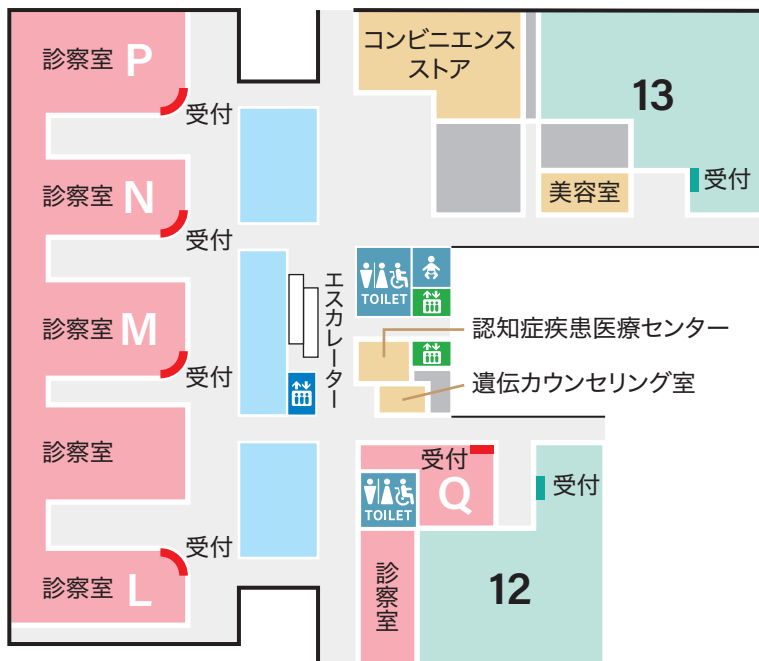 診察室 P
受付
コンビニエンス
ストア
13
受付
美容室
診察室 N
受付
TOILET
エスカレーター
診察室 M
受付
認知症疾患医療センター
遺伝カウンセリング室
診察室
受付
Q
受付
TOILET
受付
診察室 L
診察室
12